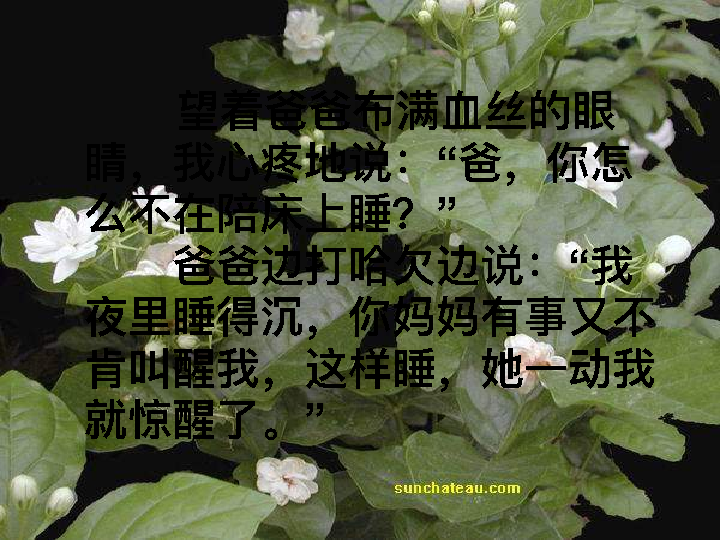 望着爸爸布满血丝的眼
睛，我心疼地说：“爸，你怎
么不在陪床上睡？”
爸爸边打哈欠边说：“我
夜里睡得沉，你妈妈有事又不
肯叫醒我，这样睡，她一动我
就惊醒了。”
sunchateau.com